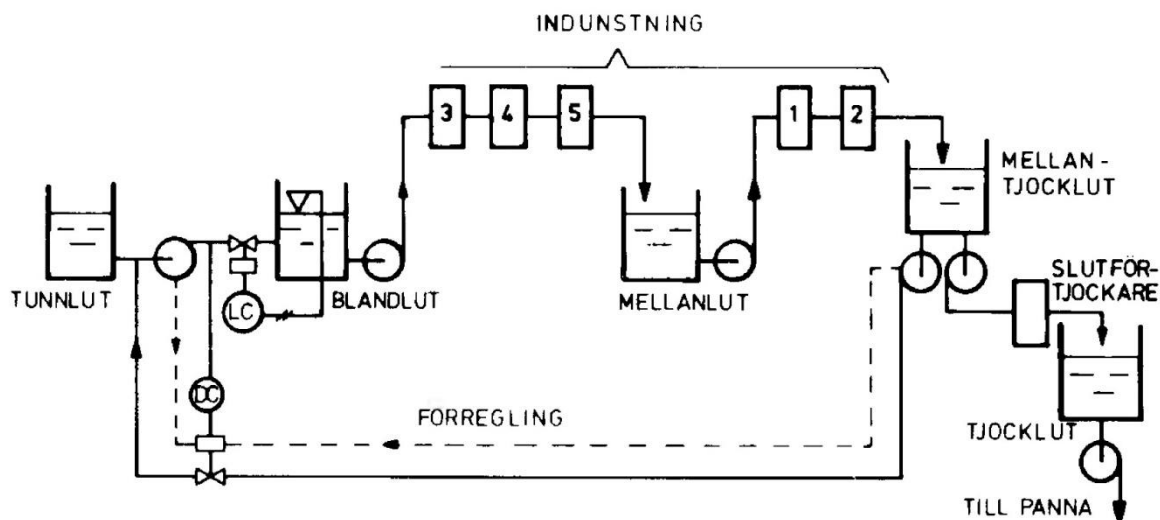 INDUNSTNING
3 4 5
1 2
MELLAN-
TJOCKLUT
TUNNLUT
BLANDLUT
LC
MELLANLUT
SLUTFÖR-
TJOCKARE
DC
FÖRREGLING
TJOCKLUT
TILL PANNA